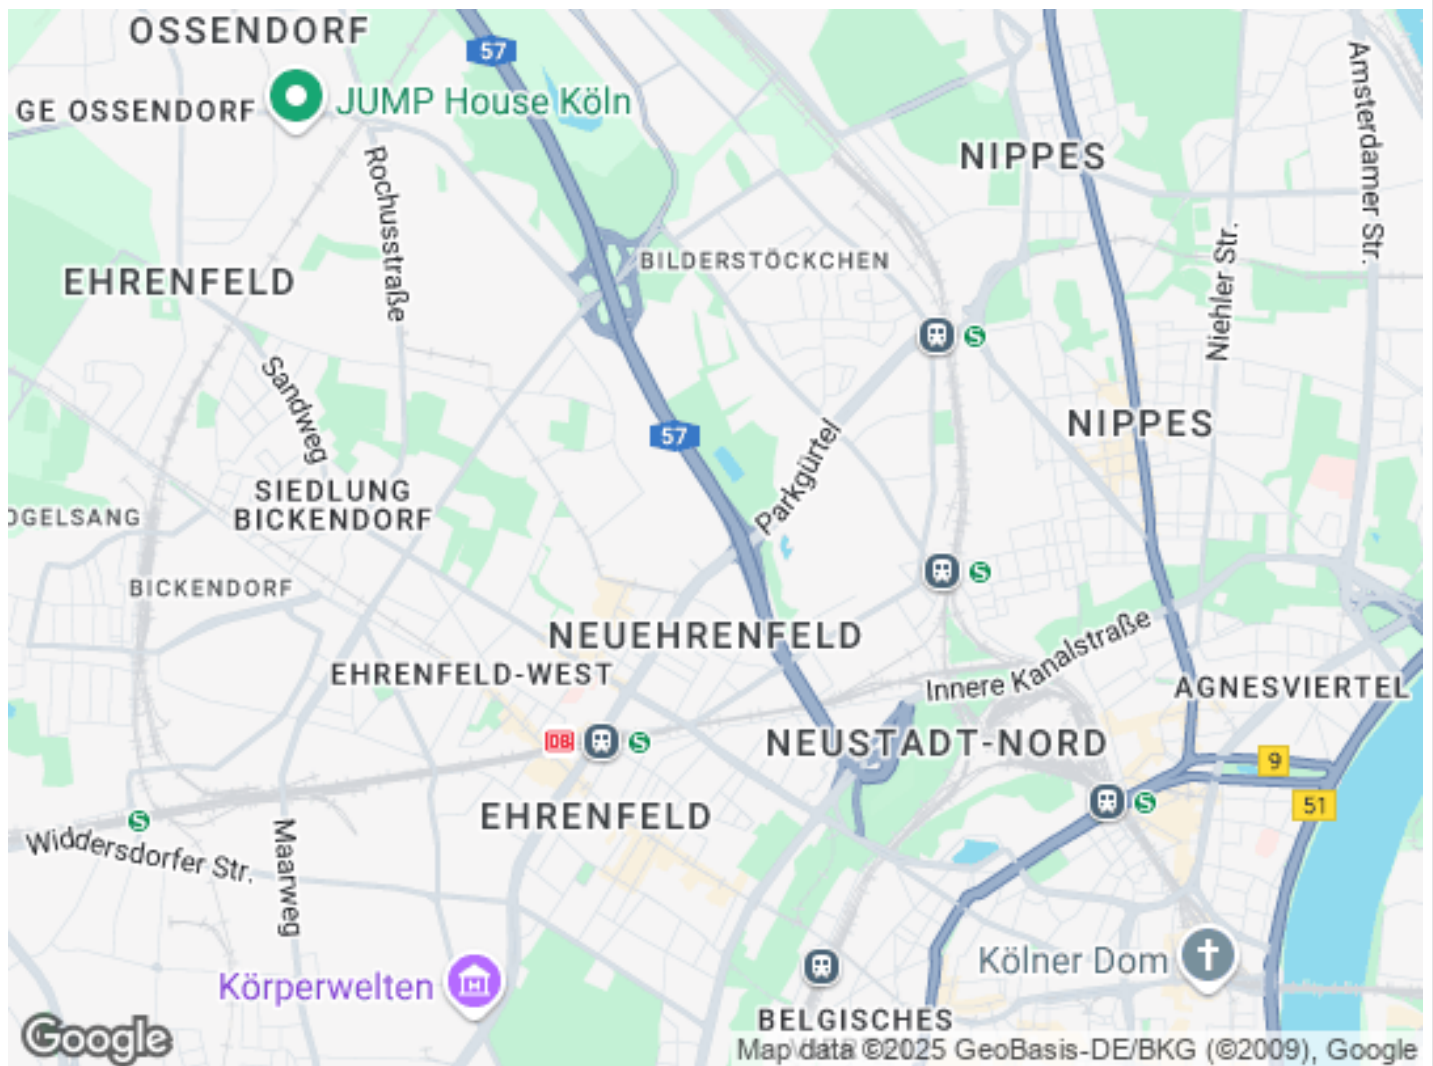 OSSENDORF
57
GE OSSENDORF
JUMP House Köln
Amsterdamer Str.
NIPPES
Rochusstraße
EHRENFELD
BILDERSTÖCKCHEN
Niehler Str.
S
Sandweg
57
NIPPES
Parkgürtel
SIEDLUNG
BICKENDORF
OGELSANG
BICKENDORF
S
NEUEHRENFELD
Innere Kanalstraße
EHRENFELD-WEST
AGNESVIERTEL
DB
S
NEUSTADT-NORD
9
51
S
EHRENFELD
S
Widdersdorfer Str.
Maarweg
Kölner Dom
Körperwelten
BELGISCHES
Google
Map data ©2025 GeoBasis-DE/BKG (©2009), Google